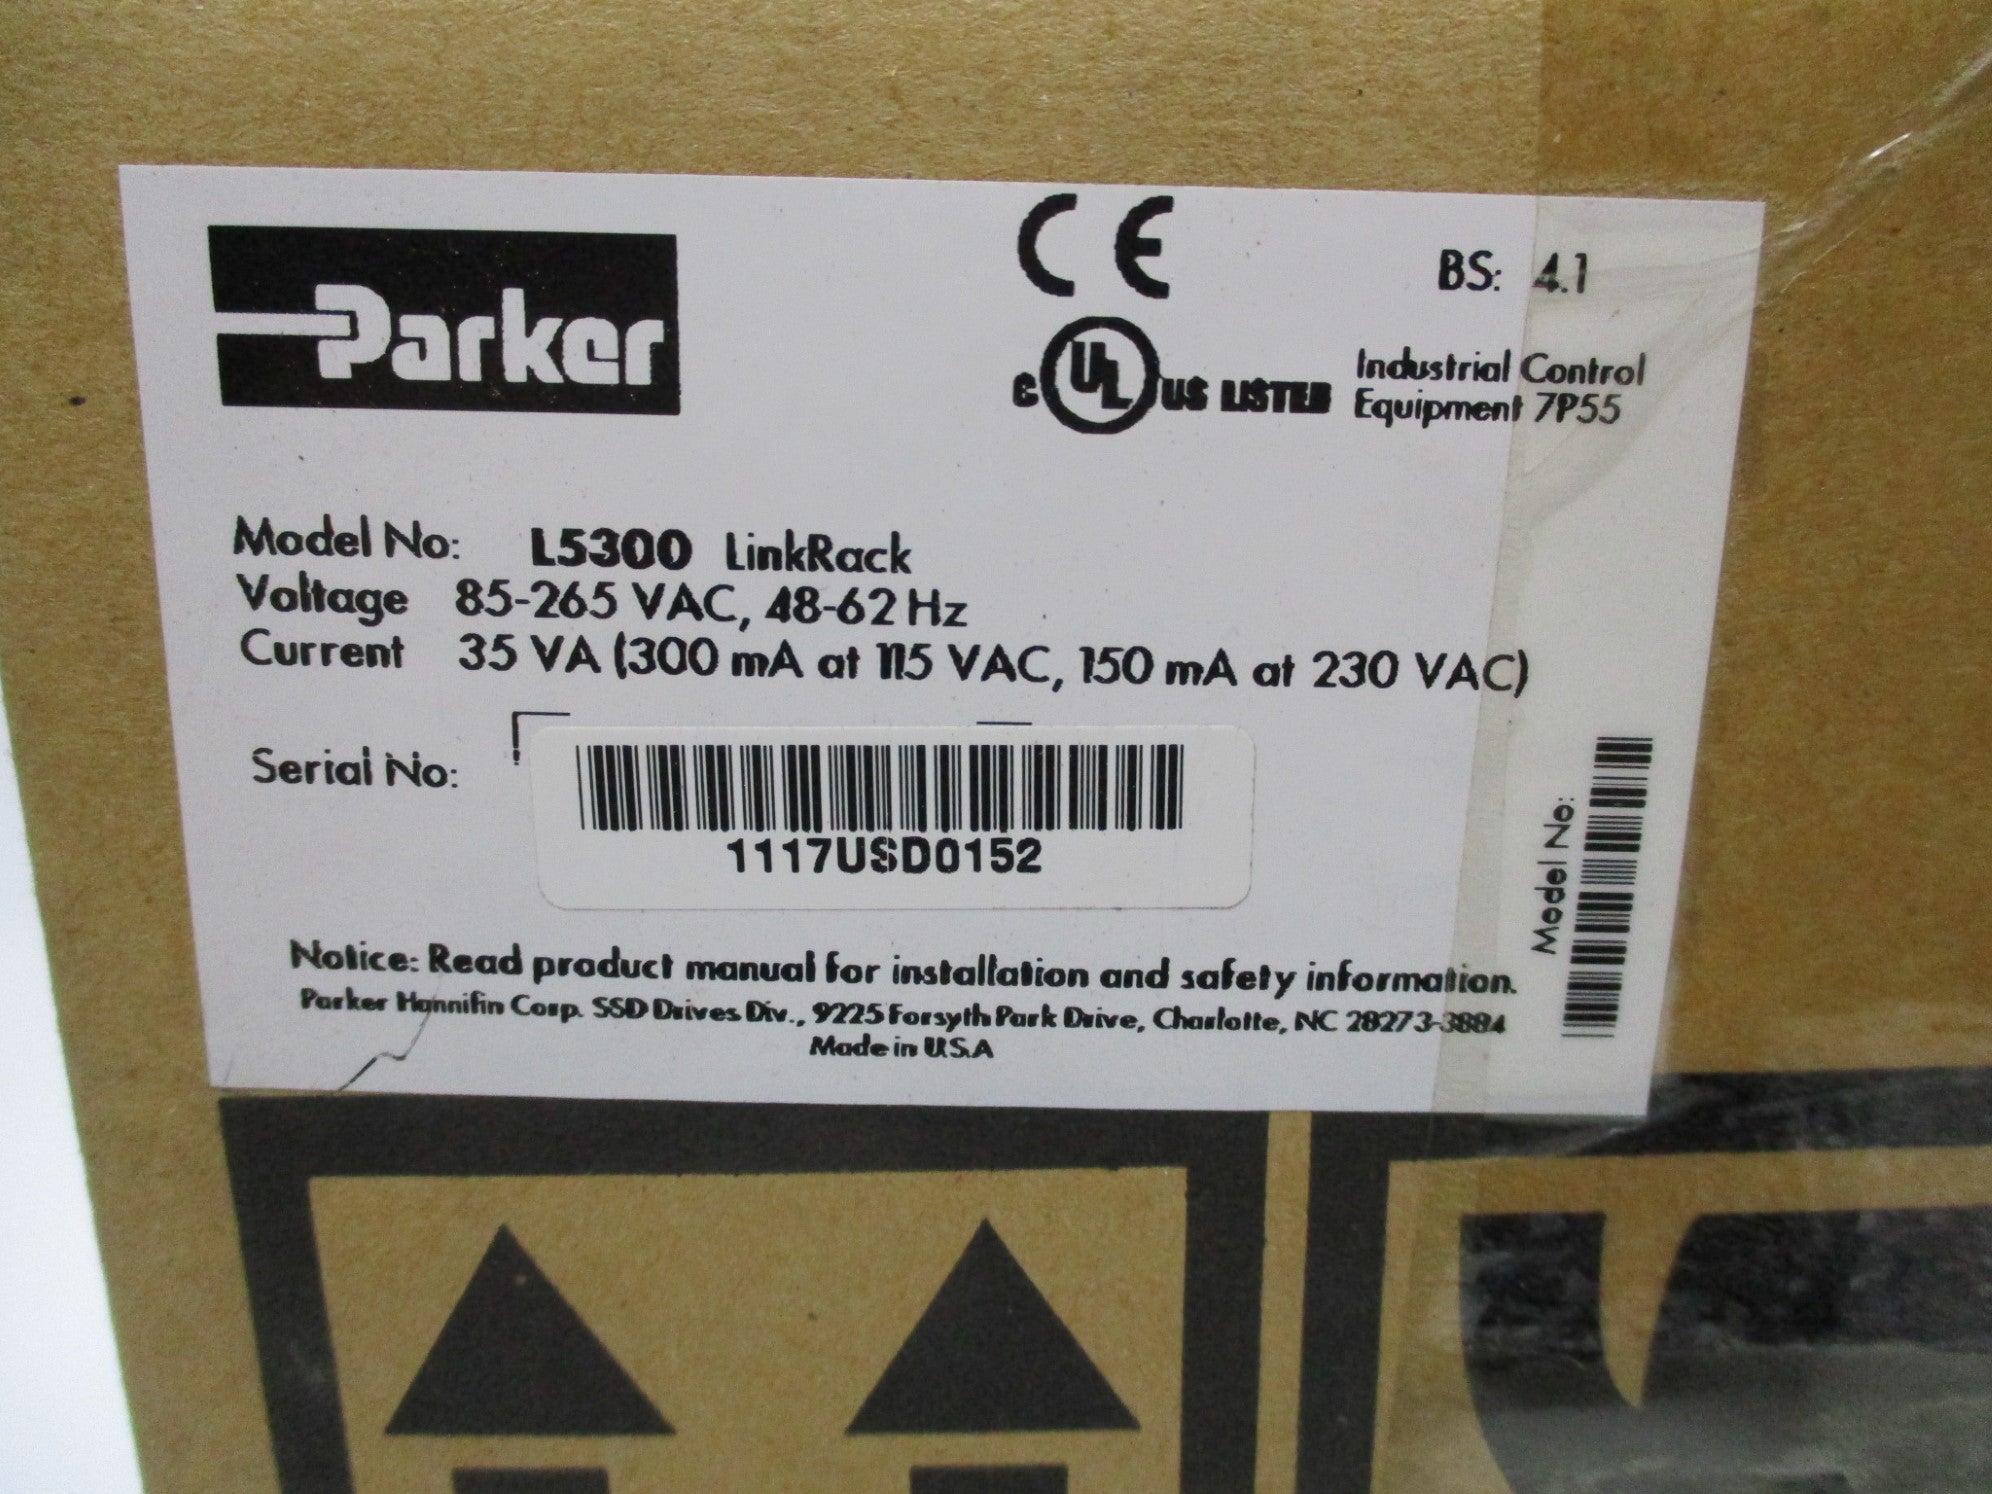 Parker
CE
BS: 4.1
C UL US LISTED Industrial Control
Equipment 7P55
Model No: L5300 LinkRack
Voltage 85-265 VAC, 48-62 Hz
Current 35 VA (300 mA at 115 VAC, 150 mA at 230 VAC)
Serial No:
1117USD0152
Model No:
Notice: Read product manual for installation and safety information.
Parker Hannifin Corp. SSD Drives Div., 9225 Forsyth Park Drive, Charlotte, NC 28273-3884
Made in U.S.A